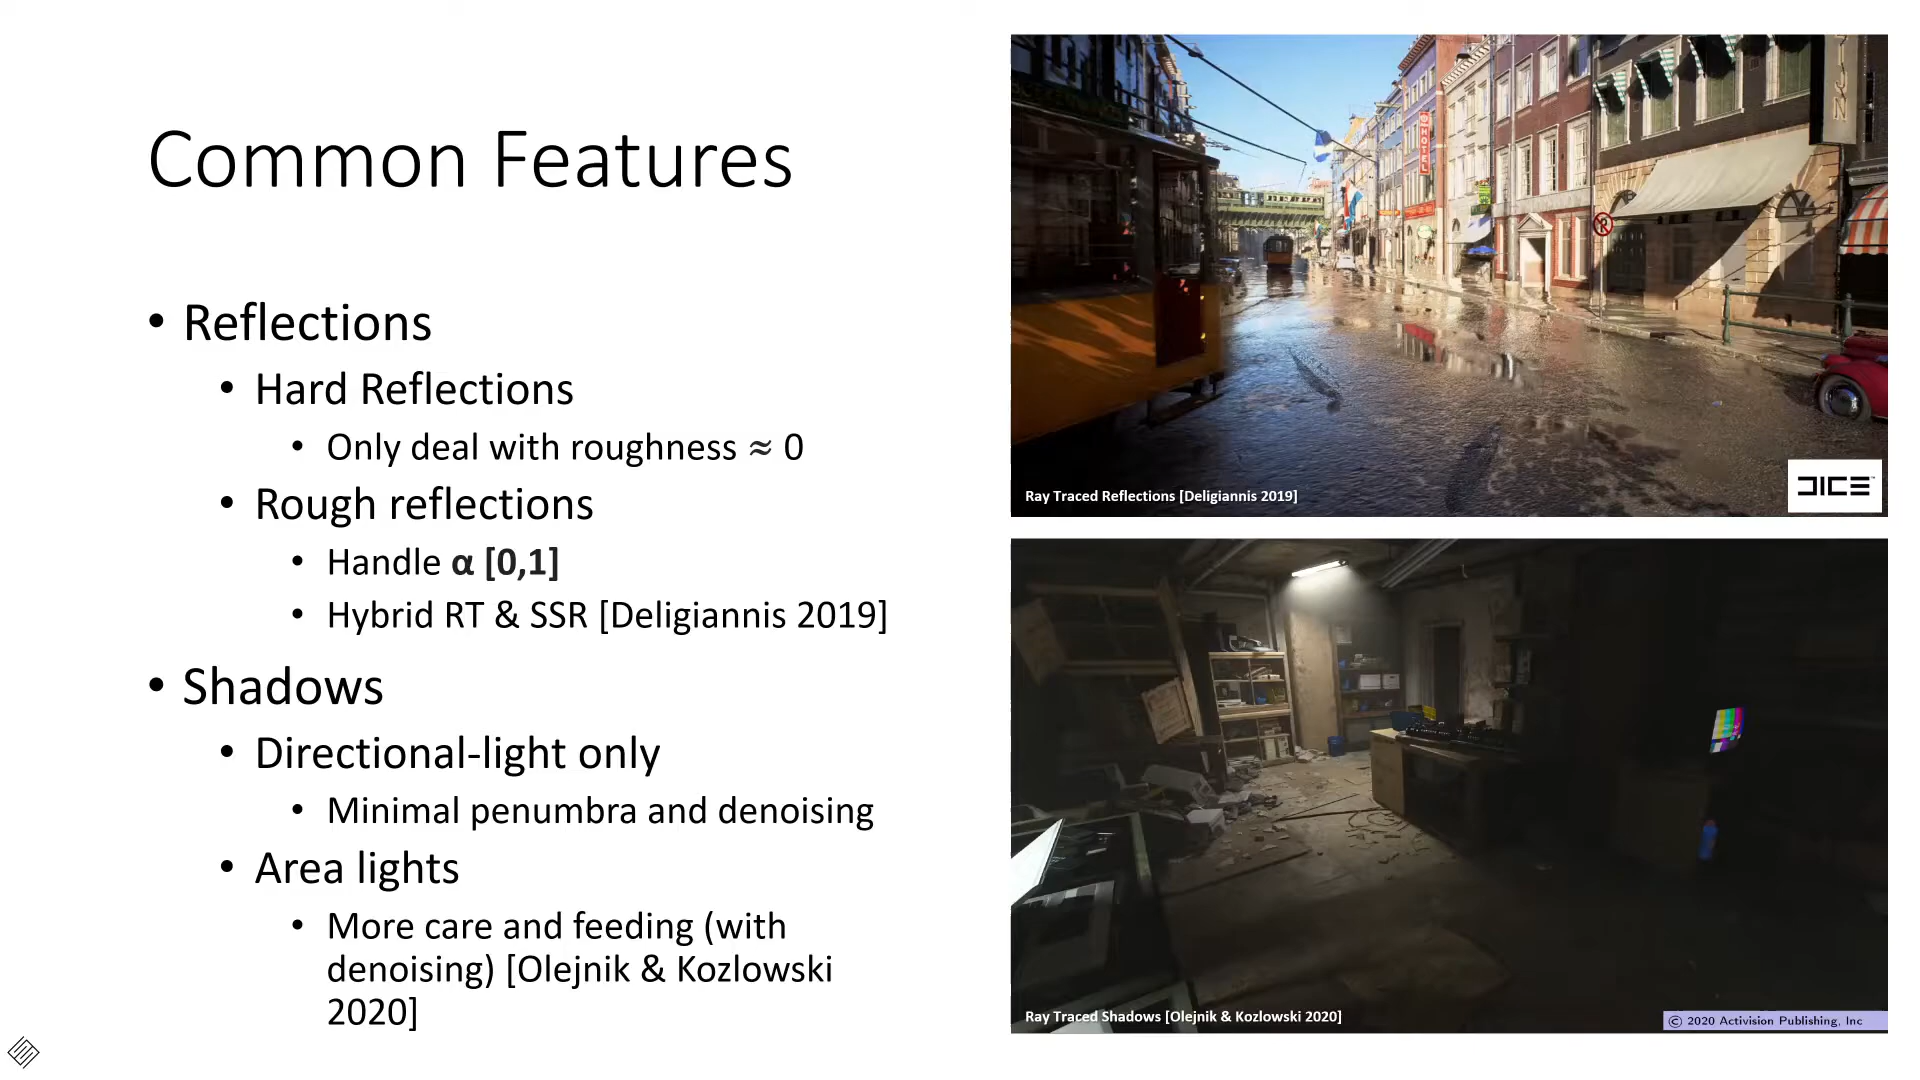 Common Features
• Reflections
• Hard Reflections
• Only deal with roughness ≈ 0
• Rough reflections
• Handle α [0,1]
• Hybrid RT & SSR [Deligiannis 2019]
• Shadows
• Directional-light only
• Minimal penumbra and denoising
• Area lights
• More care and feeding (with
denoising) [Olejnik & Kozlowski
2020]
HOTEL
Ray Traced Reflections [Deligiannis 2019]
DICE
Ray Traced Shadows [Olejnik & Kozlowski 2020]
© 2020 Activision Publishing, Inc